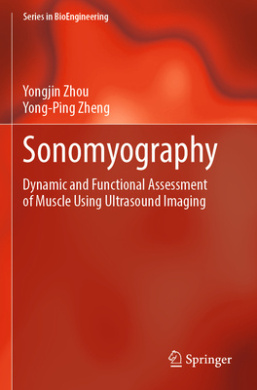 Series in BioEngineering
Yongjin Zhou
Yong-Ping Zheng
Sonomyography
Dynamic and Functional Assessment
of Muscle Using Ultrasound Imaging
Springer